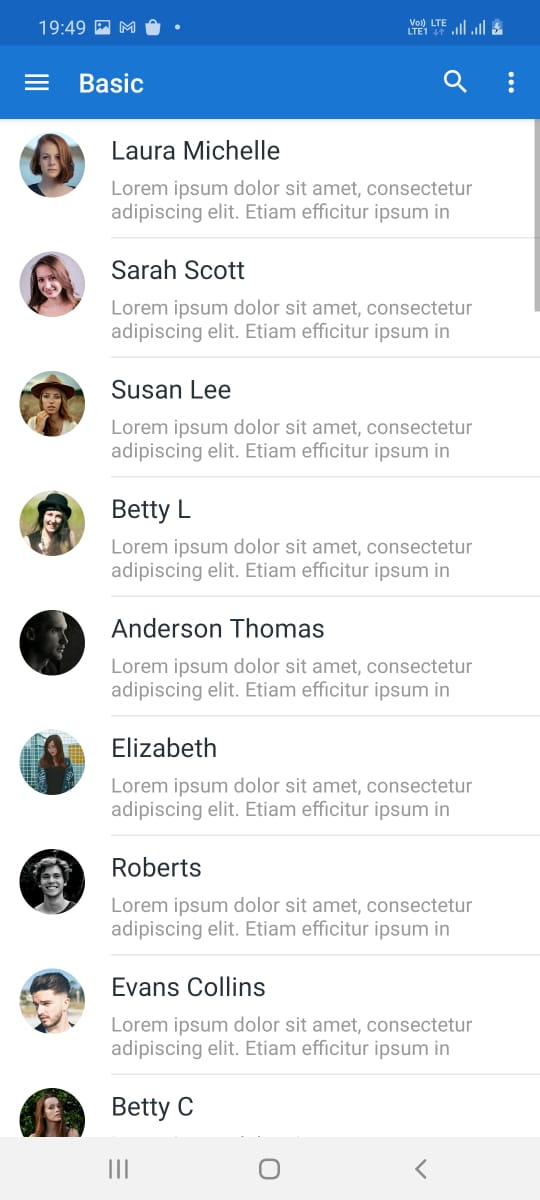 19:49
Vo)) LTE
LTE1
Basic
Laura Michelle
Lorem ipsum dolor sit amet, consectetur
adipiscing elit. Etiam efficitur ipsum in
Sarah Scott
Lorem ipsum dolor sit amet, consectetur
adipiscing elit. Etiam efficitur ipsum in
Susan Lee
Lorem ipsum dolor sit amet, consectetur
adipiscing elit. Etiam efficitur ipsum in
Betty L
Lorem ipsum dolor sit amet, consectetur
adipiscing elit. Etiam efficitur ipsum in
Anderson Thomas
Lorem ipsum dolor sit amet, consectetur
adipiscing elit. Etiam efficitur ipsum in
Elizabeth
Lorem ipsum dolor sit amet, consectetur
adipiscing elit. Etiam efficitur ipsum in
Roberts
Lorem ipsum dolor sit amet, consectetur
adipiscing elit. Etiam efficitur ipsum in
Evans Collins
Lorem ipsum dolor sit amet, consectetur
adipiscing elit. Etiam efficitur ipsum in
Betty C